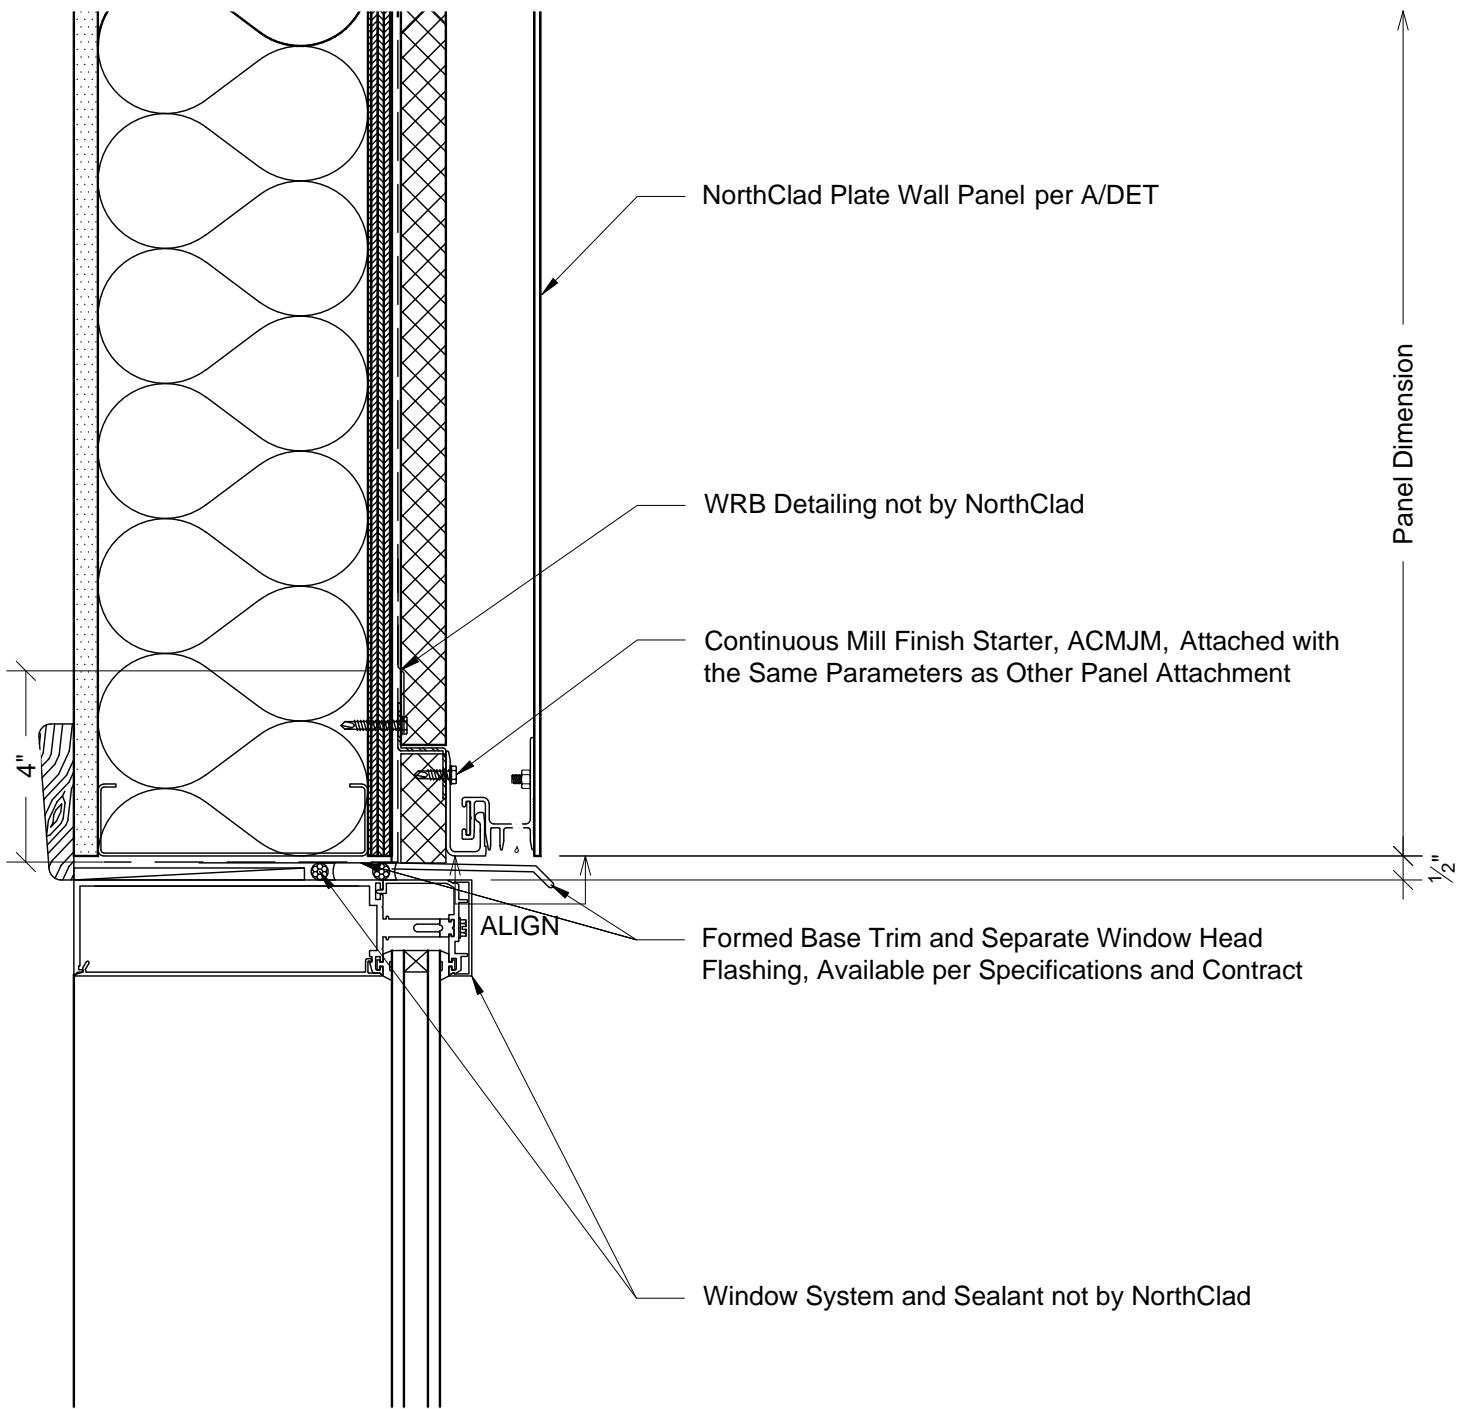 NorthClad Plate Wall Panel per A/DET
Panel Dimension
WRB Detailing not by NorthClad
Continuous Mill Finish Starter, ACMJM, Attached with
the Same Parameters as Other Panel Attachment
4"
1/2"
ALIGN
Formed Base Trim and Separate Window Head
Flashing, Available per Specifications and Contract
Window System and Sealant not by NorthClad